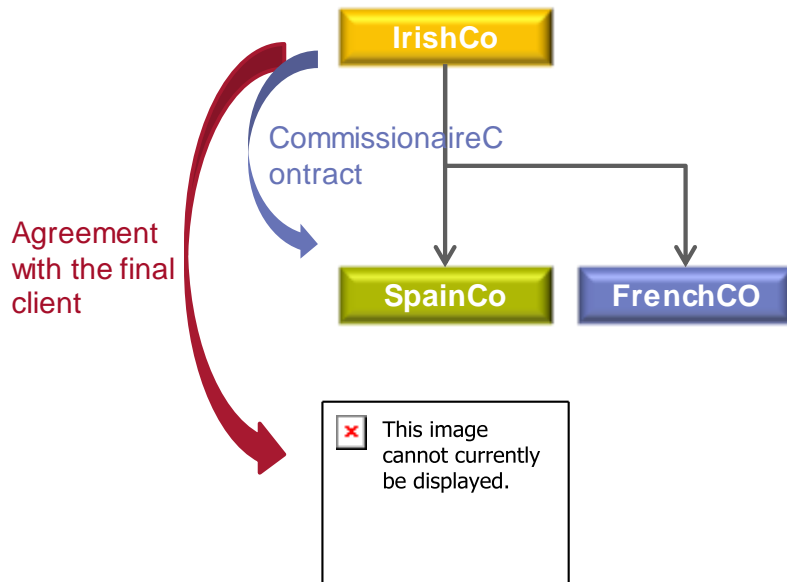 IrishCo
CommissionaireC
ontract
Agreement
with the final
client
SpainCo
FrenchCO
This image
cannot currently
be displayed.